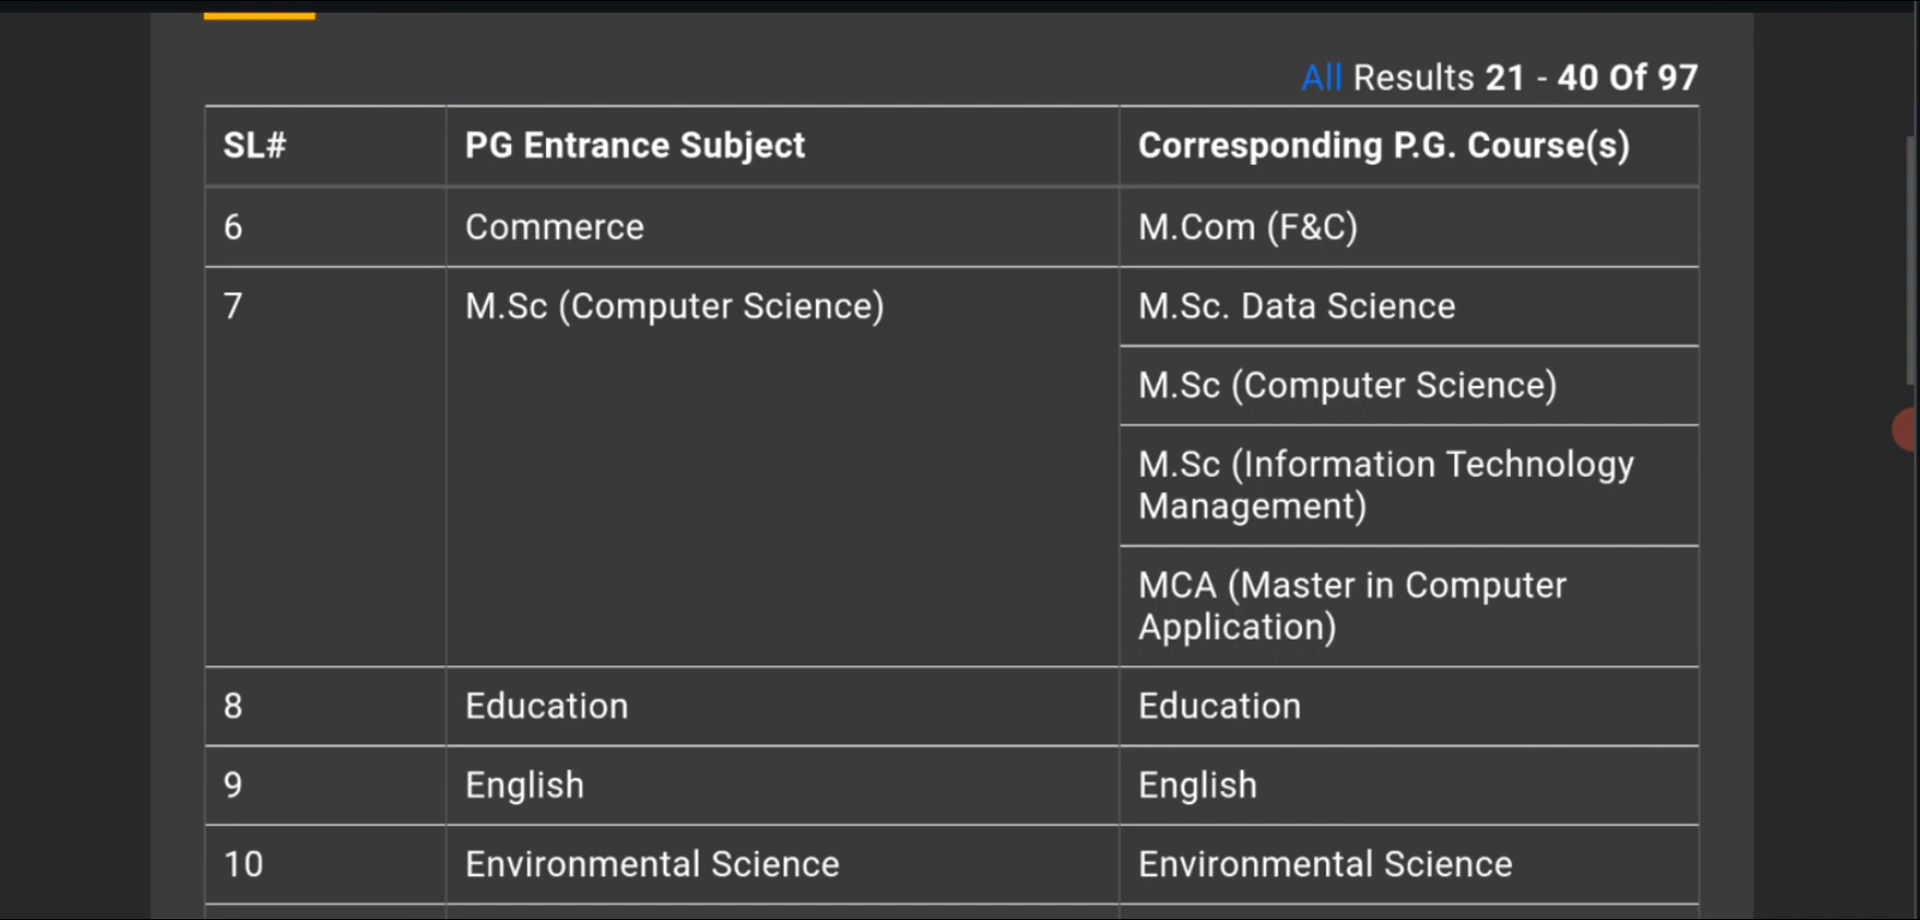 All Results 21 - 40 Of 97
SL# PG Entrance Subject Corresponding P.G. Course(s)
6 Commerce M.Com (F&C)
7 M.Sc (Computer Science) M.Sc. Data Science
M.Sc (Computer Science)
M.Sc (Information Technology
Management)
MCA (Master in Computer
Application)
8 Education Education
9 English English
10 Environmental Science Environmental Science